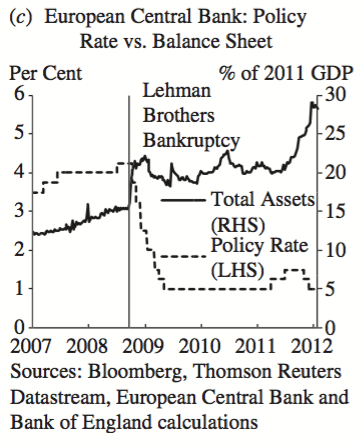 (c) European Central Bank: Policy
Rate vs. Balance Sheet
Per Cent % of 2011 GDP
6 30
5 25
4 20
3 15
2 10
1 5
0 0
Lehman
Brothers
Bankruptcy
Total Assets
(RHS)
Policy Rate
(LHS)
2007 2008 2009 2010 2011 2012
Sources: Bloomberg, Thomson Reuters
Datastream, European Central Bank and
Bank of England calculations